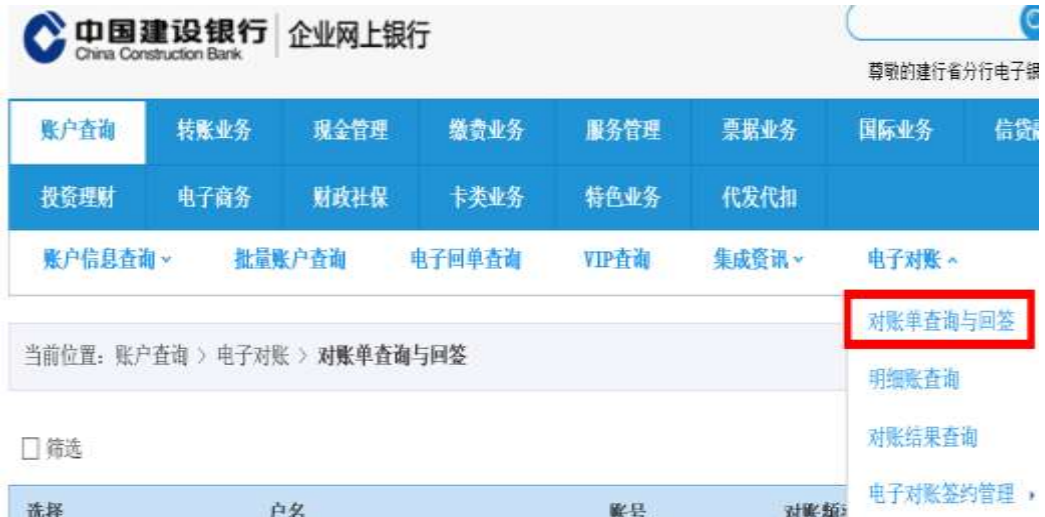 中国建设银行 企业网上银行
China Construction Bank
尊敬的建行省分行电子银
账户查询 转账业务 现金管理 缴费业务 服务管理 票据业务 国际业务 信贷融
投资理财 电子商务 财政社保 卡类业务 特色业务 代发代扣
账户信息查询 批量账户查询 电子回单查询 VIP查询 集成资讯 电子对账
对账单查询与回签
当前位置：账户查询 > 电子对账 > 对账单查询与回签
明细账查询
对账结果查询
筛选
电子对账签约管理
选择 户名 账号 对账频